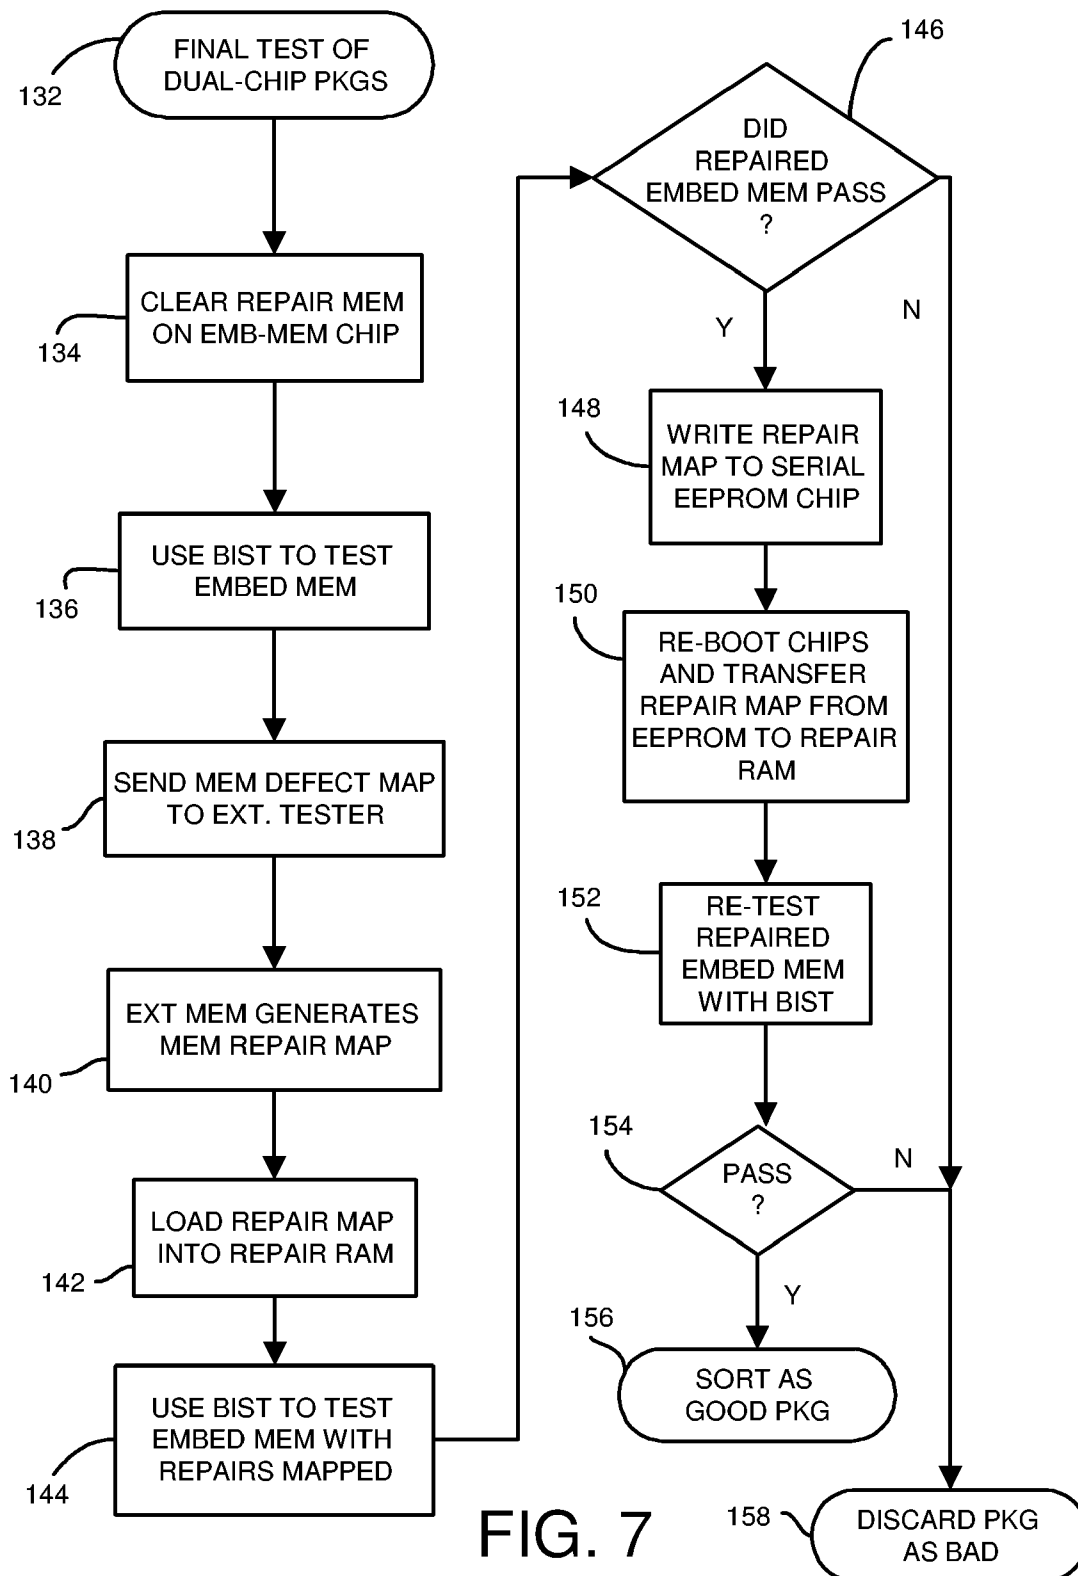 132
FINAL TEST OF
DUAL-CHIP PKGS
134
CLEAR REPAIR MEM
ON EMB-MEM CHIP
136
USE BIST TO TEST
EMBED MEM
138
SEND MEM DEFECT MAP
TO EXT. TESTER
140
EXT MEM GENERATES
MEM REPAIR MAP
142
LOAD REPAIR MAP
INTO REPAIR RAM
144
USE BIST TO TEST
EMBED MEM WITH
REPAIRS MAPPED
146
DID
REPAIRED
EMBED MEM PASS
?
Y
N
148
WRITE REPAIR
MAP TO SERIAL
EEPROM CHIP
150
RE-BOOT CHIPS
AND TRANSFER
REPAIR MAP FROM
EEPROM TO REPAIR
RAM
152
RE-TEST
REPAIRED
EMBED MEM
WITH BIST
154
PASS
?
N
Y
156
SORT AS
GOOD PKG
158
DISCARD PKG
AS BAD
FIG. 7